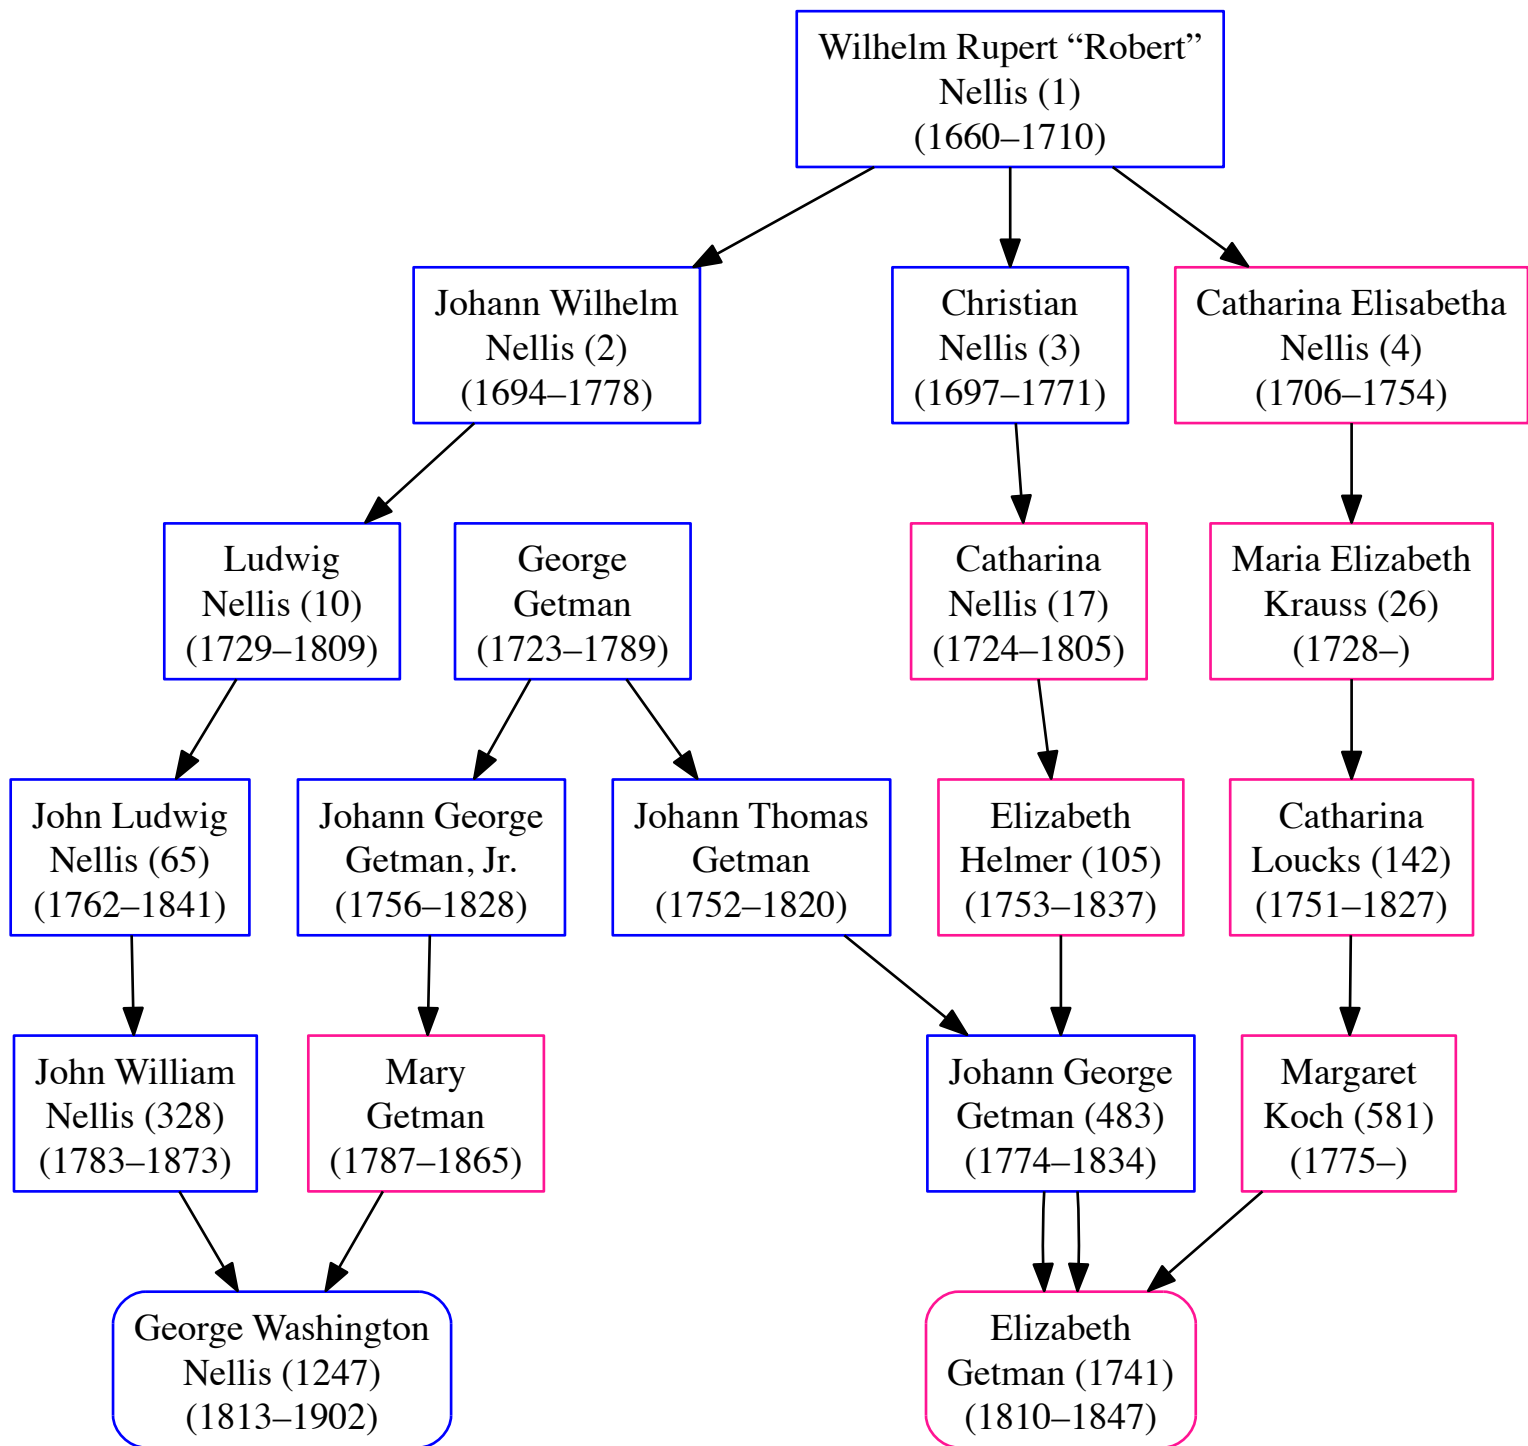 Wilhelm Rupert “Robert”
Nellis (1)
(1660–1710)
Johann Wilhelm
Nellis (2)
(1694–1778)
Christian
Nellis (3)
(1697–1771)
Catharina Elisabetha
Nellis (4)
(1706–1754)
Ludwig
Nellis (10)
(1729–1809)
George
Getman
(1723–1789)
Catharina
Nellis (17)
(1724–1805)
Maria Elizabeth
Krauss (26)
(1728–)
John Ludwig
Nellis (65)
(1762–1841)
Johann George
Getman, Jr.
(1756–1828)
Johann Thomas
Getman
(1752–1820)
Elizabeth
Helmer (105)
(1753–1837)
Catharina
Loucks (142)
(1751–1827)
John William
Nellis (328)
(1783–1873)
Mary
Getman
(1787–1865)
Johann George
Getman (483)
(1774–1834)
Margaret
Koch (581)
(1775–)
George Washington
Nellis (1247)
(1813–1902)
Elizabeth
Getman (1741)
(1810–1847)